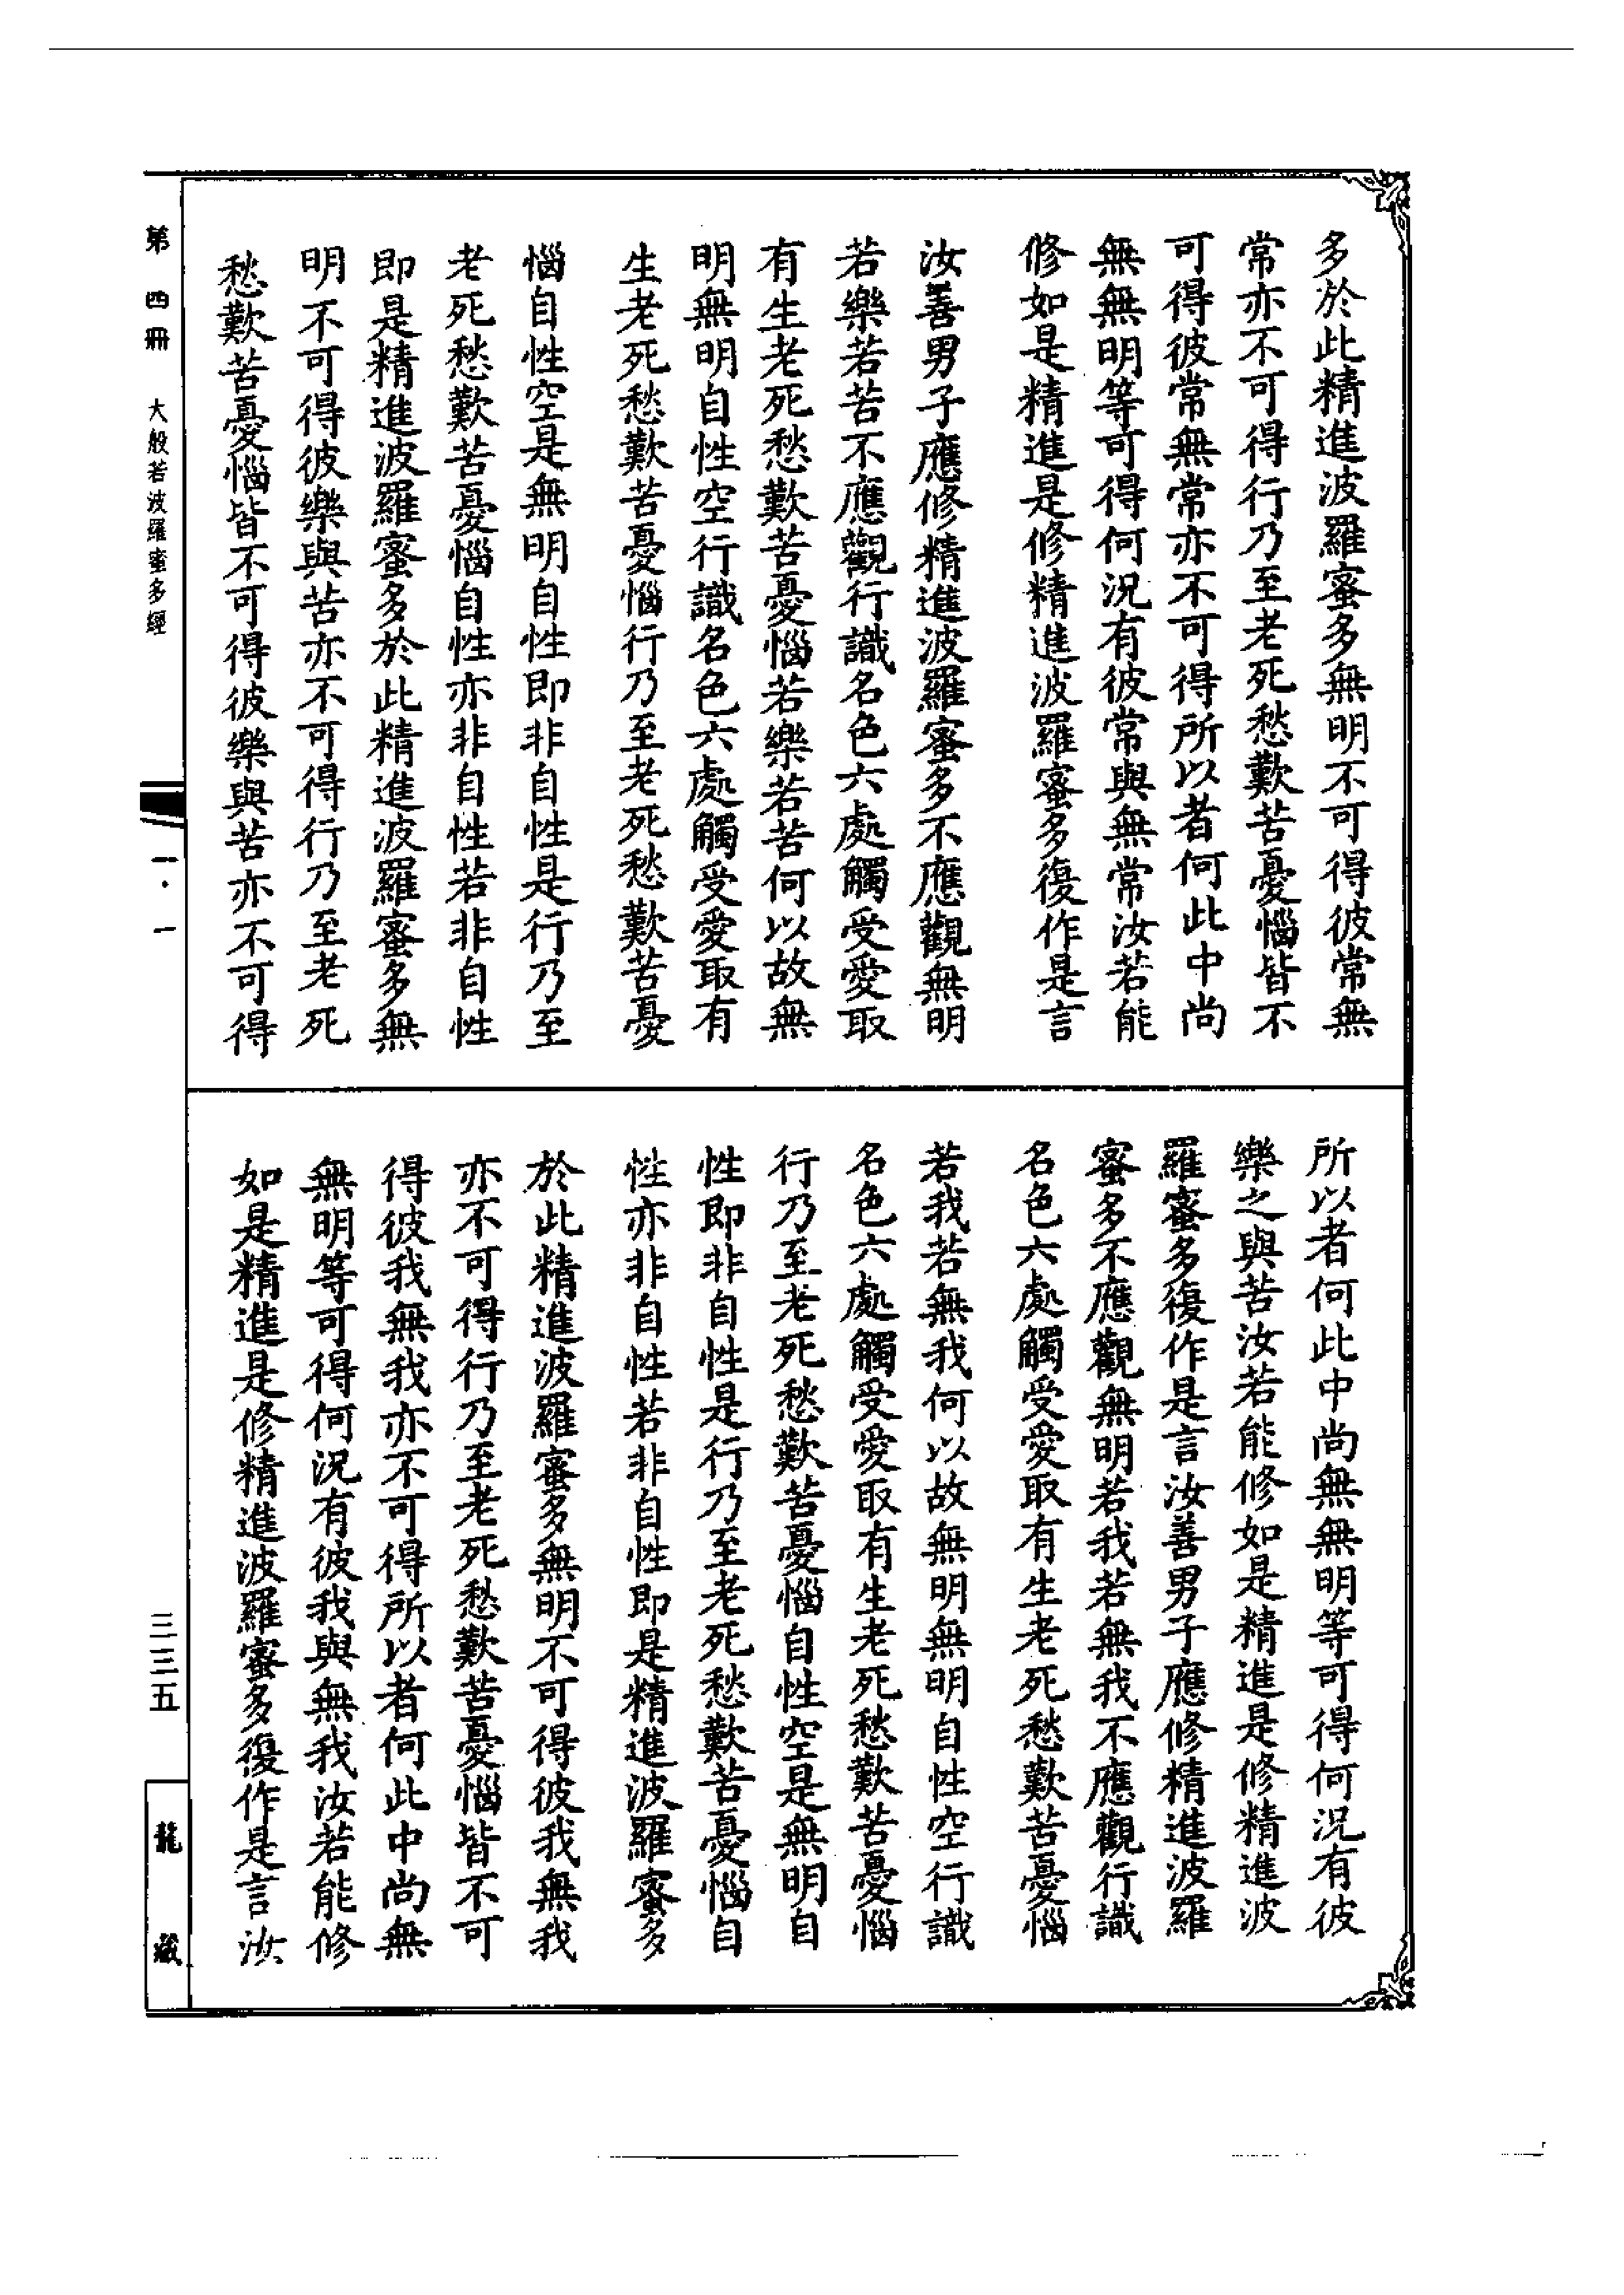 多於此精進波羅蜜多無明不可得彼常無
常亦不可得行乃至老死愁歎苦憂惱皆不
可得彼常無常亦不可得所以者何此中尚
無無明等可得何況有彼常與無常汝若能
修如是精進是修精進波羅蜜多復作是言
汝善男子應修精進波羅蜜多不應觀無明
若樂若苦不應觀行識名色六處觸受愛取
有生老死愁歎苦憂惱若樂若苦何以故無
明無明自性空行識名色六處觸受愛取有
生老死愁歎苦憂惱行乃至老死愁歎苦憂
惱自性空是無明自性即非自性是行乃至
老死愁歎苦憂惱自性亦非自性若非自性
即是精進波羅蜜多於此精進波羅蜜多無
明不可得彼樂與苦亦不可得行乃至老死
愁歎苦憂惱皆不可得彼樂與苦亦不可得
所以者何此中尚無無明等可得何況有彼
樂之與苦汝若能修如是精進是修精進波
羅蜜多復作是言汝善男子應修精進波羅
蜜多不應觀無明若我若無我不應觀行識
名色六處觸受愛取有生老死愁歎苦憂惱
若我若無我何以故無明無明自性空行識
名色六處觸受愛取有生老死愁歎苦憂惱
行乃至老死愁歎苦憂惱自性空是無明自
性即非自性是行乃至老死愁歎苦憂惱自
性亦非自性若非自性即是精進波羅蜜多
於此精進波羅蜜多無明不可得彼我無我
亦不可得行乃至老死愁歎苦憂惱皆不可
得彼我無我亦不可得所以者何此中尚無
無明等可得何況有彼我與無我汝若能修
如是精進是修精進波羅蜜多復作是言汝
第四冊 大般若波羅蜜多經
一·一
三三五
龍藏